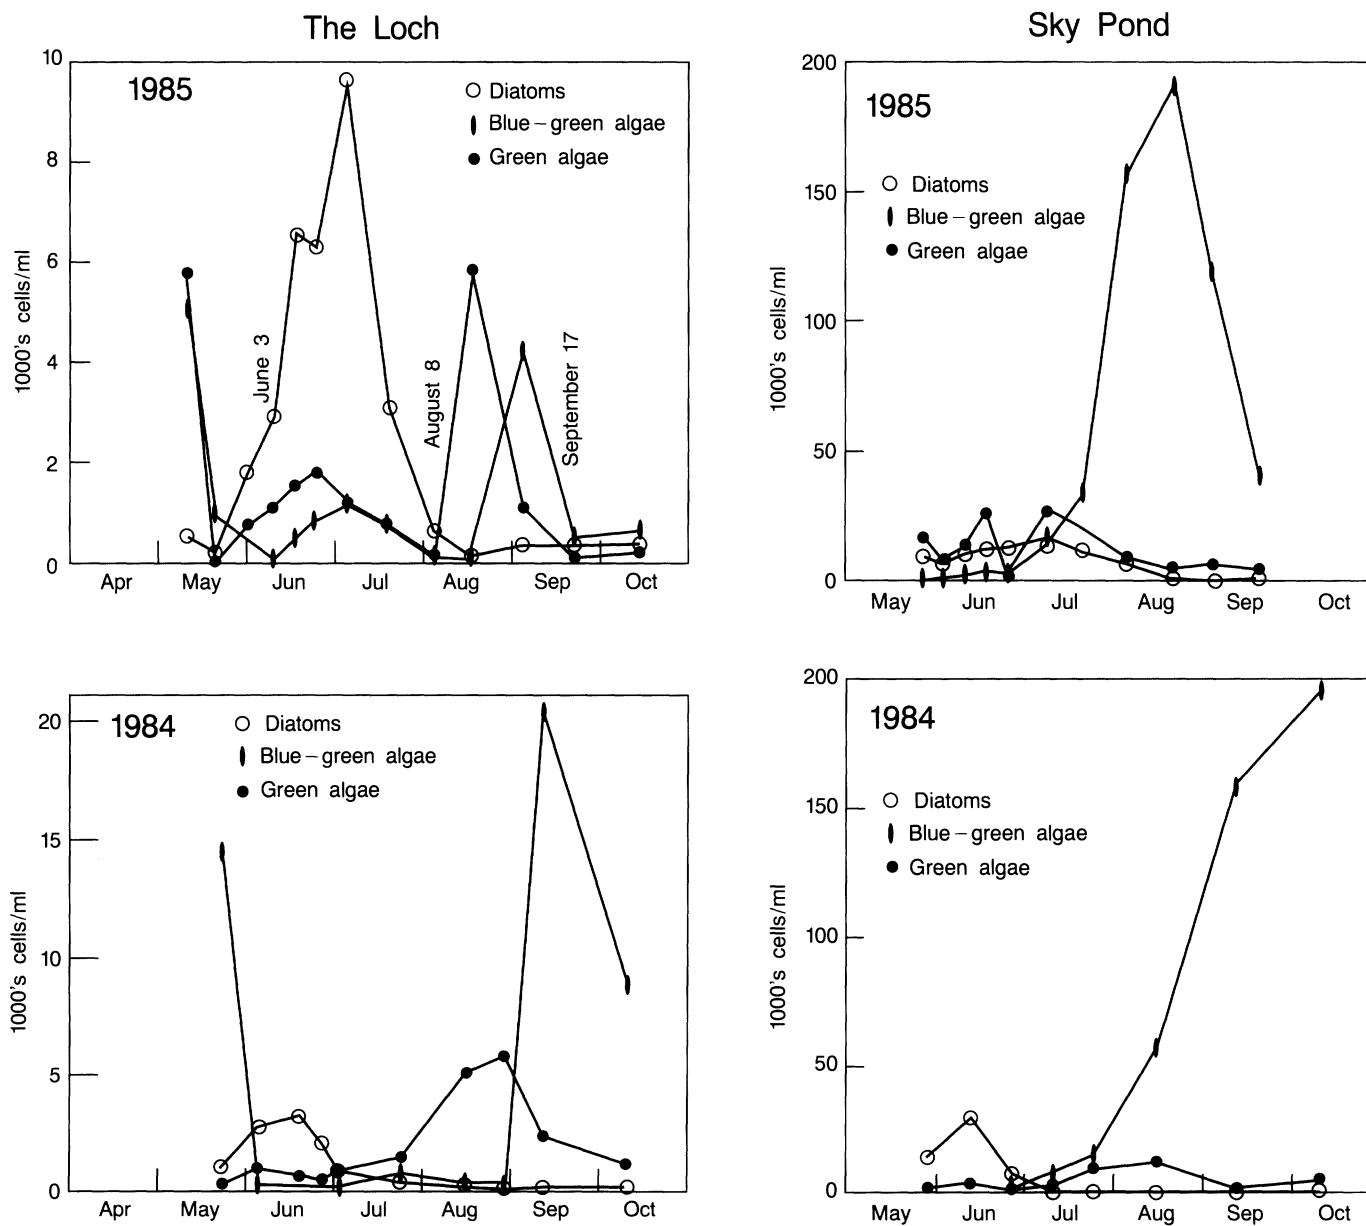 The Loch
Sky Pond
10
8
6
4
2
0
1000's cells/ml
1985
Diatoms
Blue–green algae
Green algae
June 3
August 8
September 17
Apr May Jun Jul Aug Sep Oct
200
150
100
50
0
1000's cells/ml
1985
Diatoms
Blue–green algae
Green algae
May Jun Jul Aug Sep Oct
20
15
10
5
0
1000's cells/ml
1984
Diatoms
Blue–green algae
Green algae
Apr May Jun Jul Aug Sep Oct
200
150
100
50
0
1000's cells/ml
1984
Diatoms
Blue–green algae
Green algae
May Jun Jul Aug Sep Oct